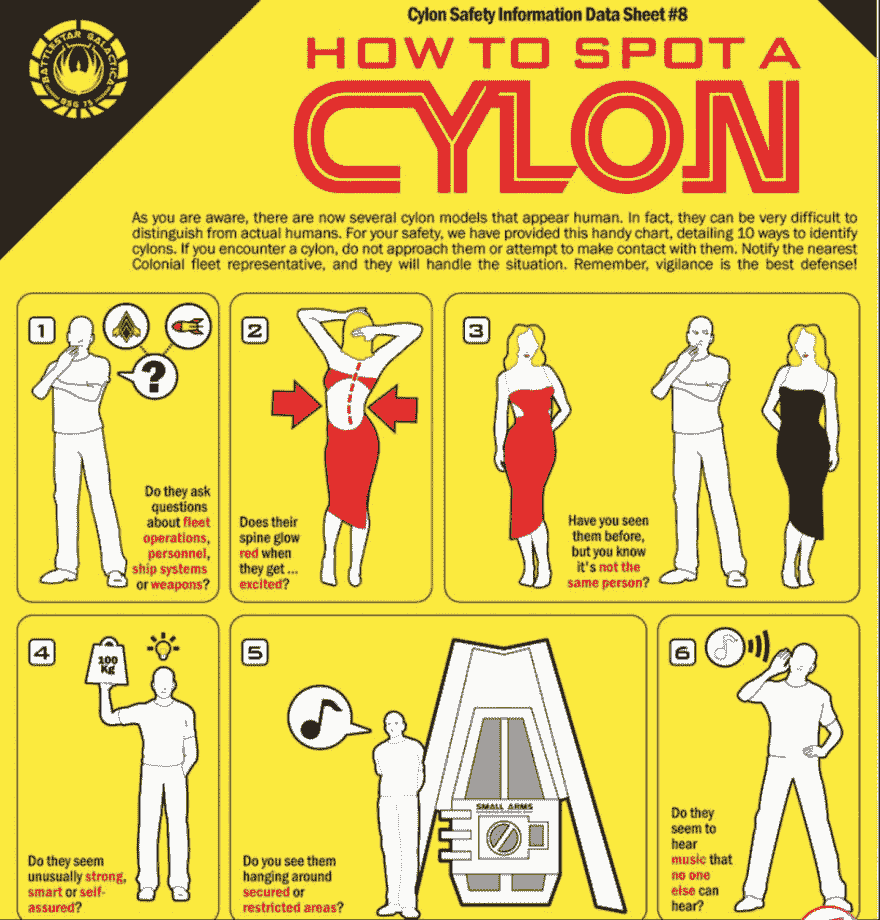 Cylon Safety Information Data Sheet #8
BATTLESTAR GALACTICA
BSG 75
HOW TO SPOT A
CYLON
As you are aware, there are now several cylon models that appear human. In fact, they can be very difficult to
distinguish from actual humans. For your safety, we have provided this handy chart, detailing 10 ways to identify
cylons. If you encounter a cylon, do not approach them or attempt to make contact with them. Notify the nearest
Colonial fleet representative, and they will handle the situation. Remember, vigilance is the best defense!
1
?
Do they ask
questions
about fleet
operations,
personnel,
ship systems
or weapons?
2
Does their
spine glow
red when
they get ...
excited?
3
Have you seen
them before,
but you know
it's not the
same person?
4
100
Kg
Do they seem
unusually strong,
smart or self-
assured?
5
SMALL ARMS
Do you see them
hanging around
secured or
restricted areas?
6
Do they
seem to
hear
music that
no one
else can
hear?